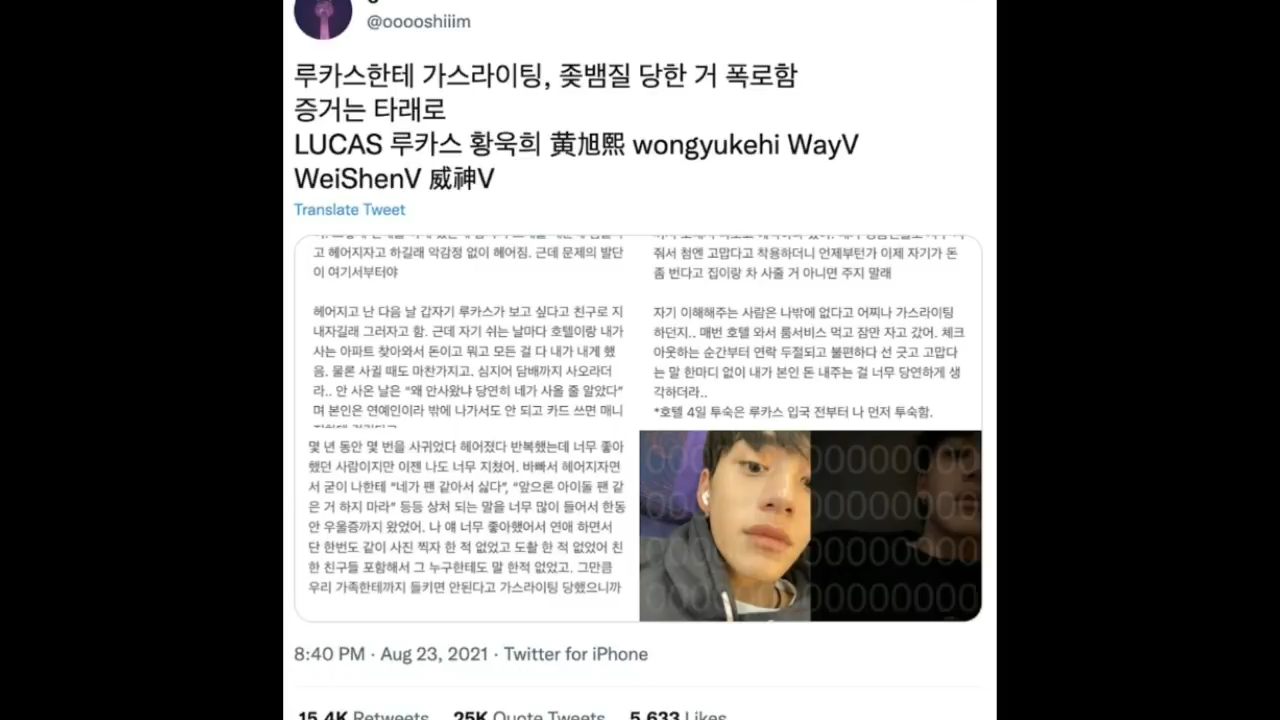 @ooooshiiim
루카스한테 가스라이팅, 좆뱀질 당한 거 폭로함
증거는 타래로
LUCAS 루카스 황욱희 黄旭熙 wongyukehi WayV
WeiShenV 威神V
Translate Tweet
고 헤어지자고 하길래 악감정 없이 헤어짐. 근데 문제의 발단
이 여기서부터야
헤어지고 난 다음 날 갑자기 루카스가 보고 싶다고 친구로 지
내자길래 그러자고 함. 근데 자기 쉬는 날마다 호텔이랑 내가
사는 아파트 찾아와서 돈이고 뭐고 모든 걸 다 내가 내게 했
음. 물론 사귈 때도 마찬가지고. 심지어 담배까지 사오라더
라.. 안 사온 날은 “왜 안사왔냐 당연히 네가 사올 줄 알았다”
며 본인은 연예인이라 밖에 나가서도 안 되고 카드 쓰면 매니
줘서 첨엔 고맙다고 착용하더니 언제부턴가 이제 자기가 돈
좀 번다고 집이랑 차 사줄 거 아니면 주지 말래
자기 이해해주는 사람은 나밖에 없다고 어찌나 가스라이팅
하던지.. 매번 호텔 와서 룸서비스 먹고 잠만 자고 갔어. 체크
아웃하는 순간부터 연락 두절되고 불편하다 선 긋고 고맙다
는 말 한마디 없이 내가 본인 돈 내주는 걸 너무 당연하게 생
각하더라..
*호텔 4일 투숙은 루카스 입국 전부터 나 먼저 투숙함.
몇 년 동안 몇 번을 사귀었다 헤어졌다 반복했는데 너무 좋아
했던 사람이지만 이젠 나도 너무 지쳤어. 바빠서 헤어지자면
서 굳이 나한테 “네가 팬 같아서 싫다”, “앞으론 아이돌 팬 같
은 거 하지 마라” 등등 상처 되는 말을 너무 많이 들어서 한동
안 우울증까지 왔었어. 나 얘 너무 좋아했어서 연애 하면서
단 한번도 같이 사진 찍자 한 적 없었고 도촬 한 적 없었어 친
한 친구들 포함해서 그 누구한테도 말 한적 없었고. 그만큼
우리 가족한테까지 들키면 안된다고 가스라이팅 당했으니까
8:40 PM · Aug 23, 2021 · Twitter for iPhone
15.4K Retweets 25K Quote Tweets 5,633 Likes